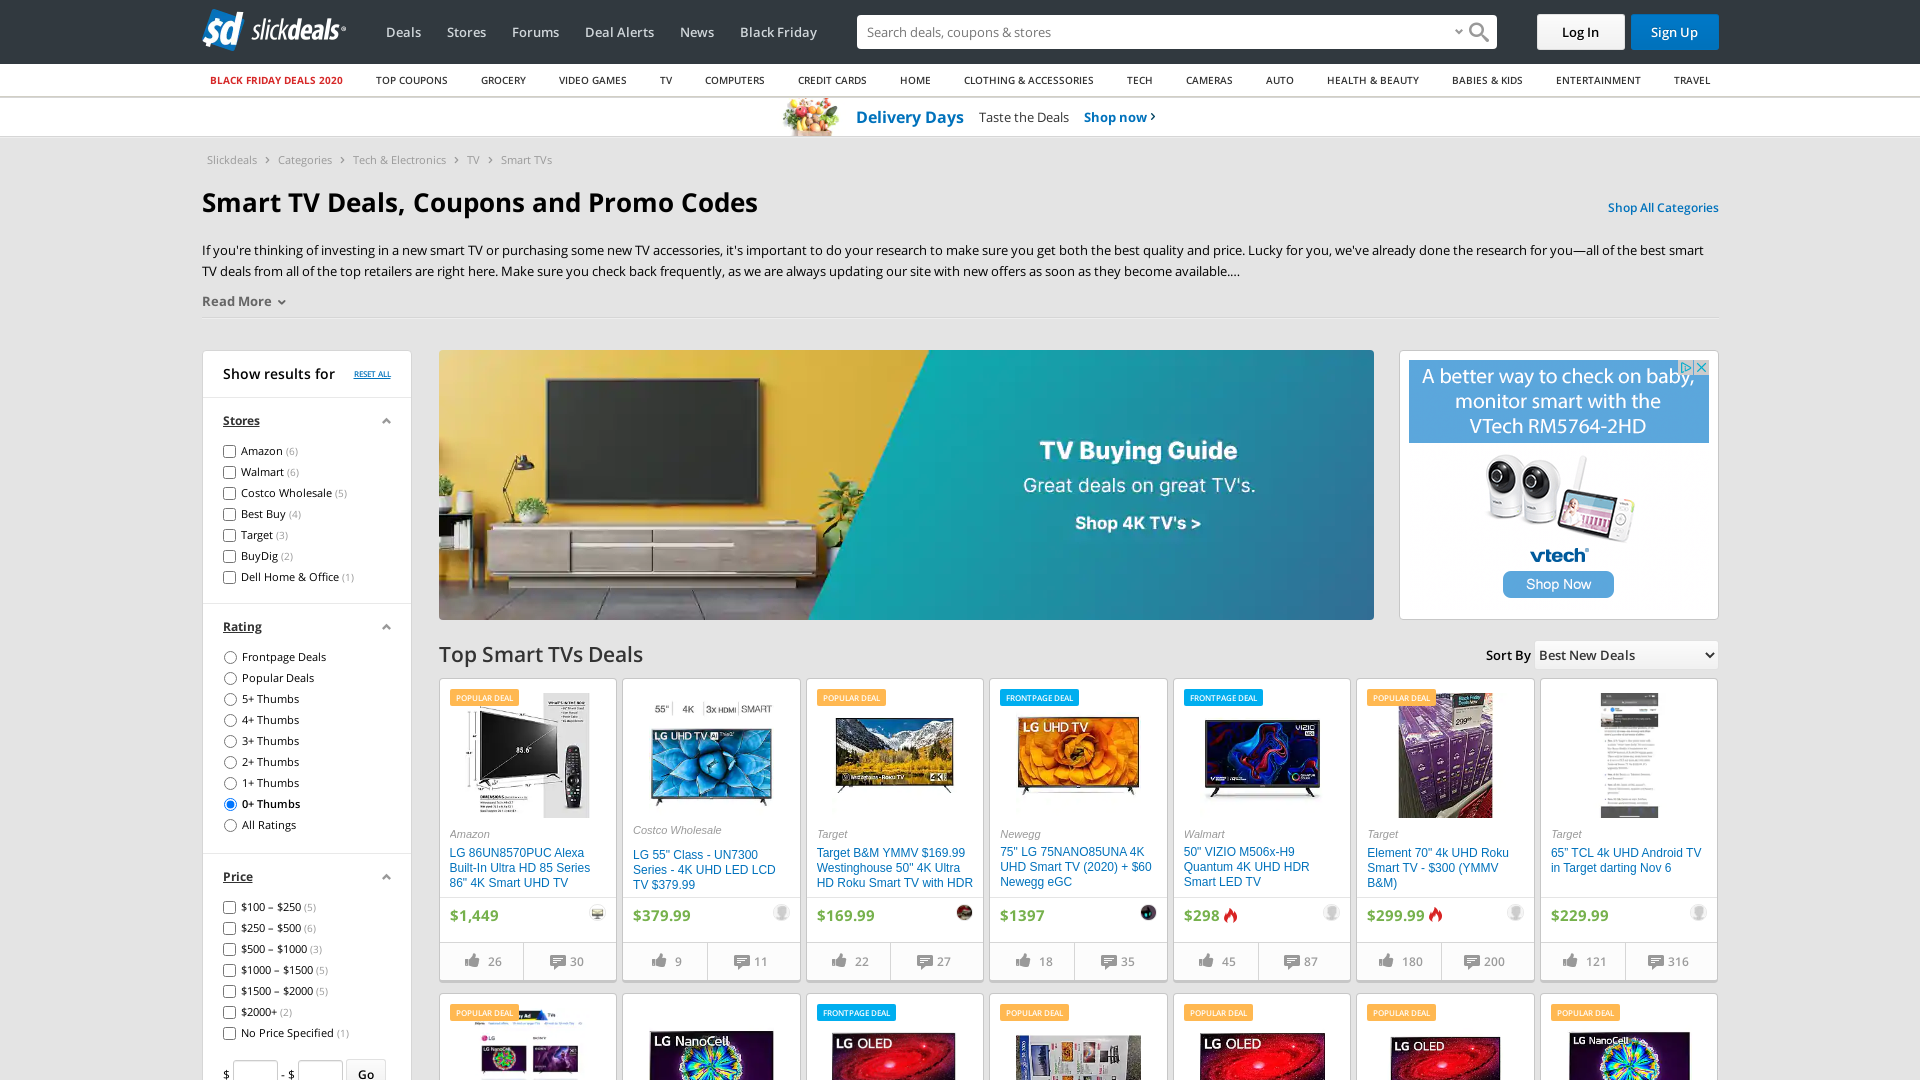 sd slickdeals
Deals
Stores
Forums
Deal Alerts
News
Black Friday
Search deals, coupons & stores
Log In
Sign Up
BLACK FRIDAY DEALS 2020
TOP COUPONS
GROCERY
VIDEO GAMES
TV
COMPUTERS
CREDIT CARDS
HOME
CLOTHING & ACCESSORIES
TECH
CAMERAS
AUTO
HEALTH & BEAUTY
BABIES & KIDS
ENTERTAINMENT
TRAVEL
Delivery Days Taste the Deals Shop now
Slickdeals > Categories > Tech & Electronics > TV > Smart TVs
Smart TV Deals, Coupons and Promo Codes
Shop All Categories
If you're thinking of investing in a new smart TV or purchasing some new TV accessories, it's important to do your research to make sure you get both the best quality and price. Lucky for you, we've already done the research for you—all of the best smart
TV deals from all of the top retailers are right here. Make sure you check back frequently, as we are always updating our site with new offers as soon as they become available....
Read More
Show results for RESET ALL
Stores
Amazon (6)
Walmart (6)
Costco Wholesale (5)
Best Buy (4)
Target (3)
BuyDig (2)
Dell Home & Office (1)
Rating
Frontpage Deals
Popular Deals
5+ Thumbs
4+ Thumbs
3+ Thumbs
2+ Thumbs
1+ Thumbs
0+ Thumbs
All Ratings
Price
$100 – $250 (5)
$250 – $500 (6)
$500 – $1000 (3)
$1000 – $1500 (5)
$1500 – $2000 (5)
$2000+ (2)
No Price Specified (1)
$ - $ Go
TV Buying Guide
Great deals on great TV's.
Shop 4K TV's >
A better way to check on baby,
monitor smart with the
VTech RM5764-2HD
vtech
Shop Now
Top Smart TVs Deals
Sort By Best New Deals
POPULAR DEAL
85.6"
Amazon
LG 86UN8570PUC Alexa
Built-In Ultra HD 85 Series
86" 4K Smart UHD TV
$1,449
26 30
55" 4K 3x HDMI SMART
LG UHD TV AI
Costco Wholesale
LG 55" Class - UN7300
Series - 4K UHD LED LCD
TV $379.99
$379.99
9 11
POPULAR DEAL
Target
Target B&M YMMV $169.99
Westinghouse 50" 4K Ultra
HD Roku Smart TV with HDR
$169.99
22 27
FRONTPAGE DEAL
LG UHD TV
Newegg
75" LG 75NANO85UNA 4K
UHD Smart TV (2020) + $60
Newegg eGC
$1397
18 35
FRONTPAGE DEAL
VIZIO
Walmart
50" VIZIO M506x-H9
Quantum 4K UHD HDR
Smart LED TV
$298
45 87
POPULAR DEAL
Target
Element 70" 4k UHD Roku
Smart TV - $300 (YMMV
B&M)
$299.99
180 200
Target
65" TCL 4k UHD Android TV
in Target darting Nov 6
$229.99
121 316
POPULAR DEAL
LG NanoCell
FRONTPAGE DEAL
LG OLED
POPULAR DEAL
POPULAR DEAL
LG OLED
POPULAR DEAL
LG OLED
POPULAR DEAL
LG NanoCell